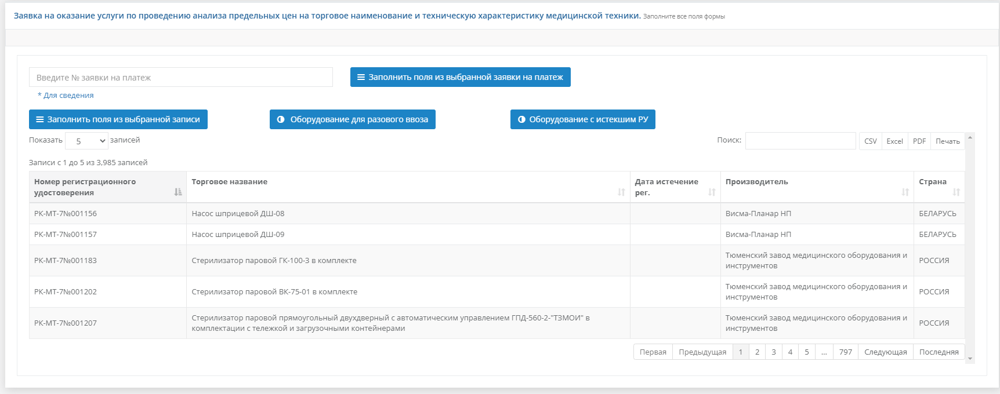 Заявка на оказание услуги по проведению анализа предельных цен на торговое наименование и техническую характеристику медицинской техники. Заполните все поля формы
Введите № заявки на платеж
Заполнить поля из выбранной заявки на платеж
* Для сведения
Заполнить поля из выбранной записи
Оборудование для разового ввоза
Оборудование с истекшим РУ
Показать 5 записей
Поиск:
CSV Excel PDF Печать
Записи с 1 до 5 из 3,985 записей
Номер регистрационного
удостоверения
Торговое название
Дата истечение
рег.
Производитель
Страна
РК-МТ-7№001156 Насос шприцевой ДШ-08 Висма-Планар НП БЕЛАРУСЬ
РК-МТ-7№001157 Насос шприцевой ДШ-09 Висма-Планар НП БЕЛАРУСЬ
РК-МТ-7№001183 Стерилизатор паровой ГК-100-3 в комплекте
Тюменский завод медицинского оборудования и
инструментов
РОССИЯ
РК-МТ-7№001202 Стерилизатор паровой ВК-75-01 в комплекте
Тюменский завод медицинского оборудования и
инструментов
РОССИЯ
РК-МТ-7№001207
Стерилизатор паровой прямоугольный двухдверный с автоматическим управлением ГПД-560-2-"ТЗМОИ" в
комплектации с тележкой и загрузочными контейнерами
Тюменский завод медицинского оборудования и
инструментов
РОССИЯ
Первая Предыдущая 1 2 3 4 5 ... 797 Следующая Последняя